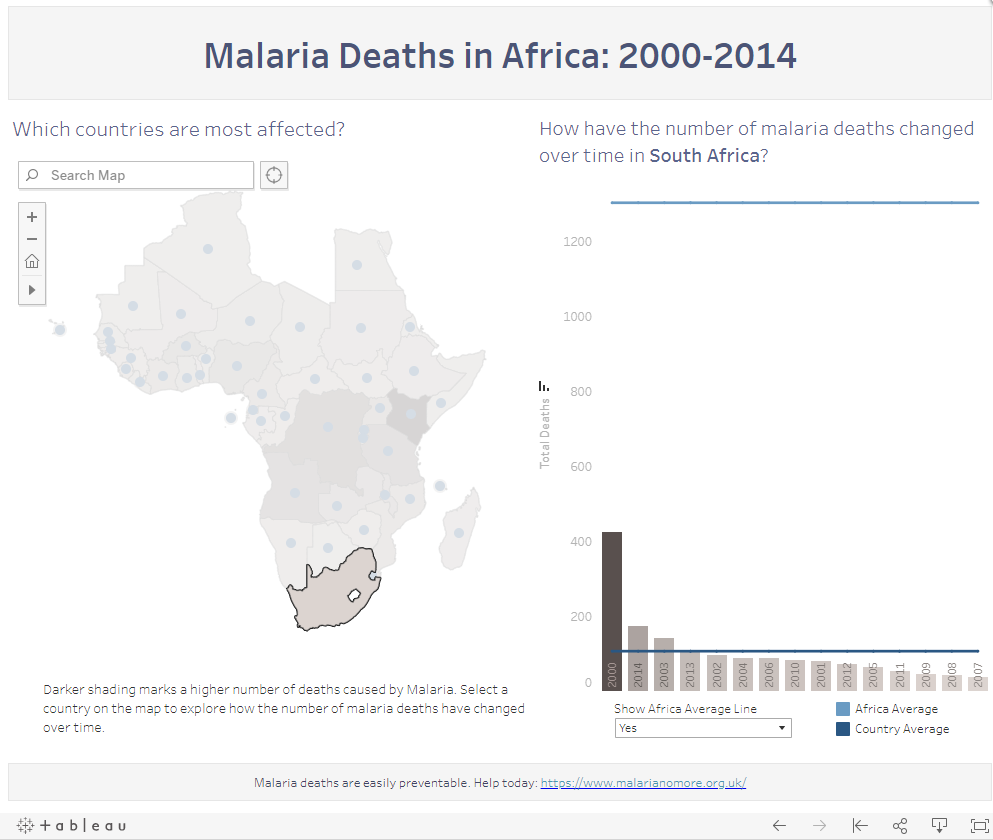 Malaria Deaths in Africa: 2000-2014
Which countries are most affected?
Search Map
Darker shading marks a higher number of deaths caused by Malaria. Select a
country on the map to explore how the number of malaria deaths have changed
over time.
How have the number of malaria deaths changed
over time in South Africa?
Total Deaths
1200
1000
800
600
400
200
0
2000
2014
2003
2013
2002
2004
2006
2010
2001
2012
2005
2011
2009
2008
2007
Show Africa Average Line
Yes
Africa Average
Country Average
Malaria deaths are easily preventable. Help today: https://www.malarianomore.org.uk/
+ableau